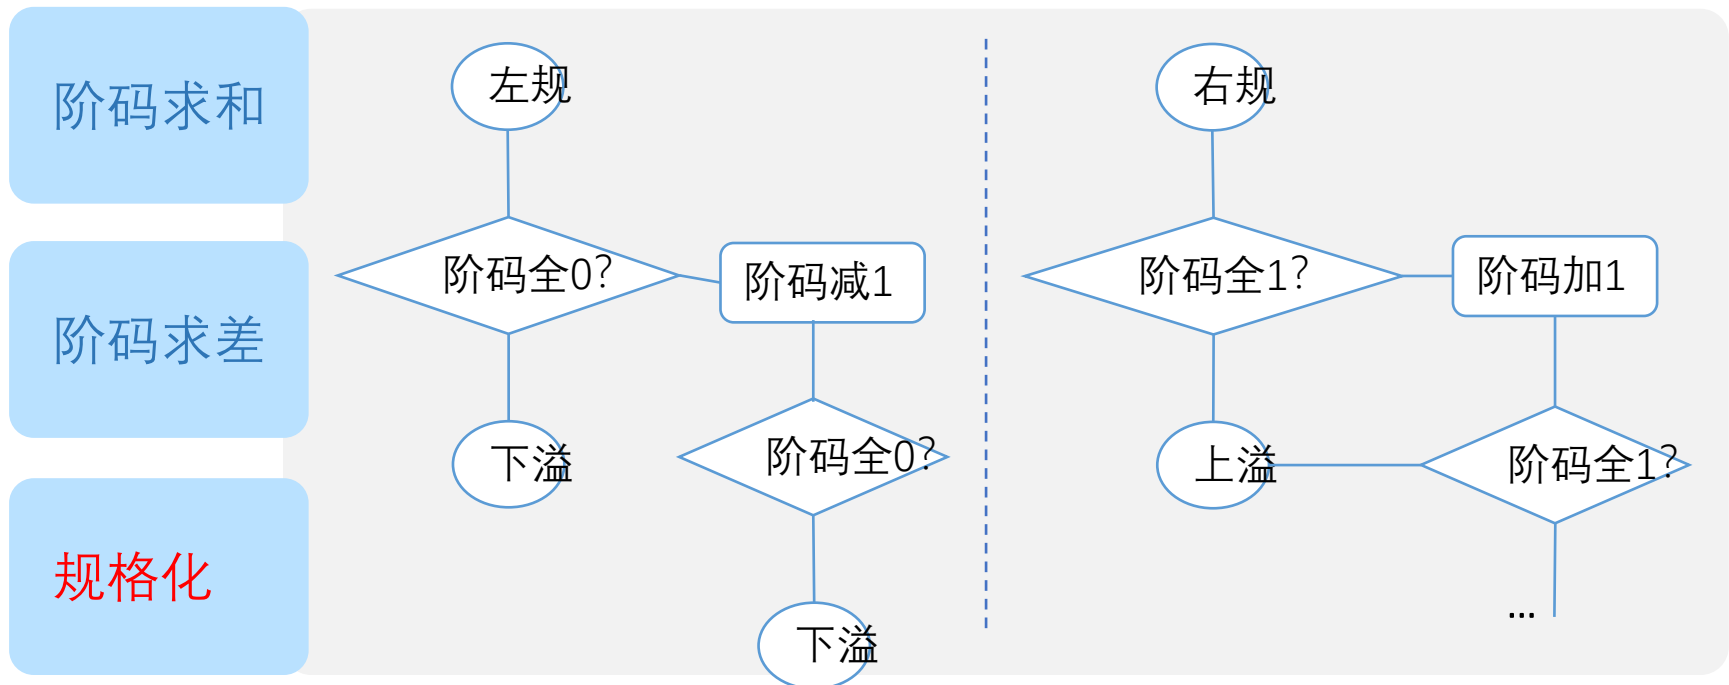 阶码求和
阶码求差
规格化
左规
阶码全0?
阶码减1
下溢
阶码全0?
下溢
右规
阶码全1?
阶码加1
上溢
阶码全1?
...